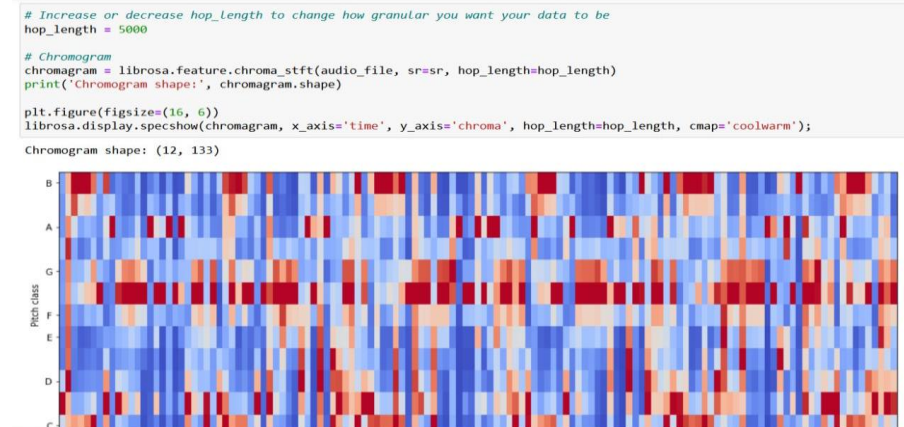 # Increase or decrease hop_length to change how granular you want your data to be
hop_length = 5000
# Chromogram
chromagram = librosa.feature.chroma_stft(audio_file, sr=sr, hop_length=hop_length)
print('Chromogram shape:', chromagram.shape)
plt.figure(figsize=(16, 6))
librosa.display.specshow(chromagram, x_axis='time', y_axis='chroma', hop_length=hop_length, cmap='coolwarm');
Chromogram shape: (12, 133)
B
A
G
Pitch class
F
E
D
C